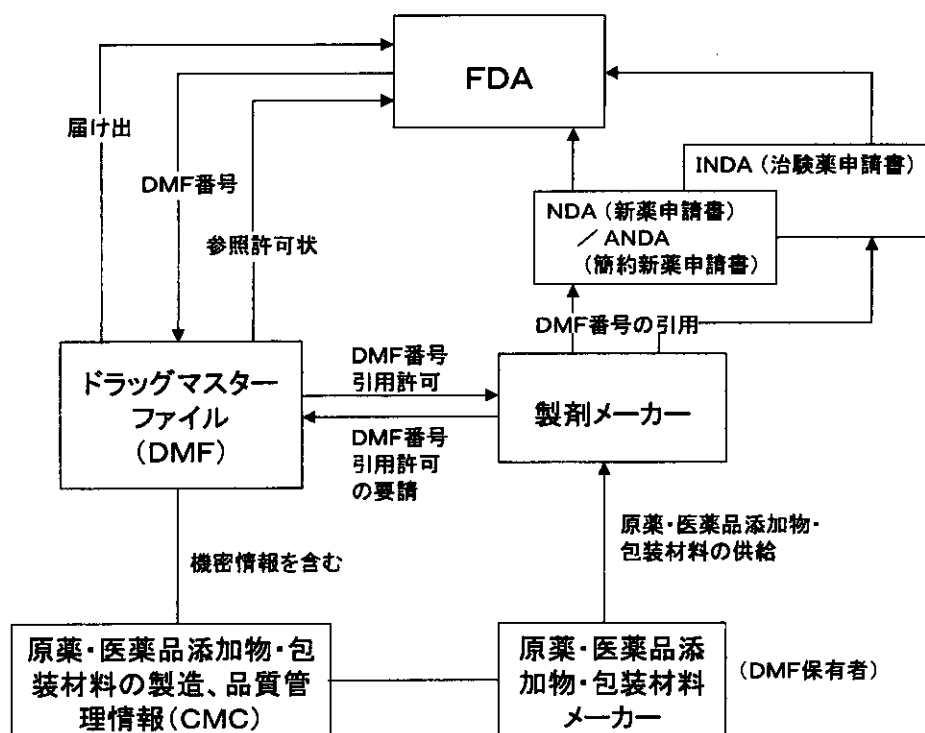 FDA
届け出
DMF番号
参照許可状
INDA（治験薬申請書）
NDA（新薬申請書）
／ANDA
（簡約新薬申請書）
DMF番号の引用
ドラッグマスター
ファイル
（DMF）
DMF番号
引用許可
DMF番号
引用許可
の要請
製剤メーカー
機密情報を含む
原薬・医薬品添加物・
包装材料の供給
原薬・医薬品添加物・包
装材料の製造、品質管
理情報（CMC）
原薬・医薬品添
加物・包装材料
メーカー
（DMF保有者）